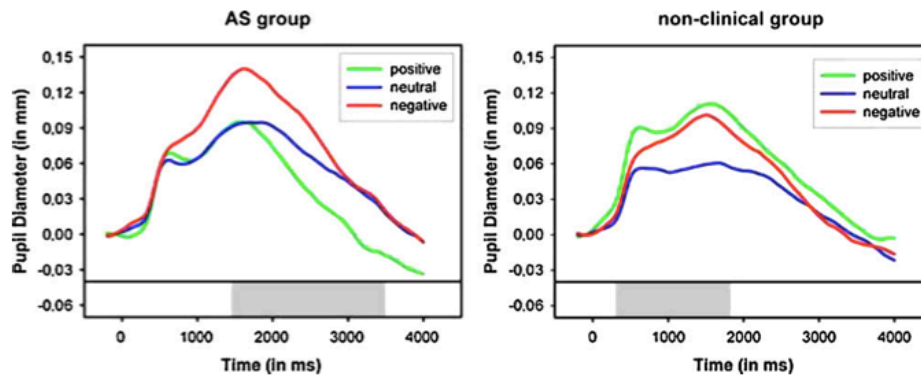 AS group
Pupil Diameter (in mm)
0,15
0,12
0,09
0,06
0,03
0,00
-0,03
-0,06
positive
neutral
negative
0 1000 2000 3000 4000
Time (in ms)
non-clinical group
Pupil Diameter (in mm)
0,15
0,12
0,09
0,06
0,03
0,00
-0,03
-0,06
positive
neutral
negative
0 1000 2000 3000 4000
Time (in ms)